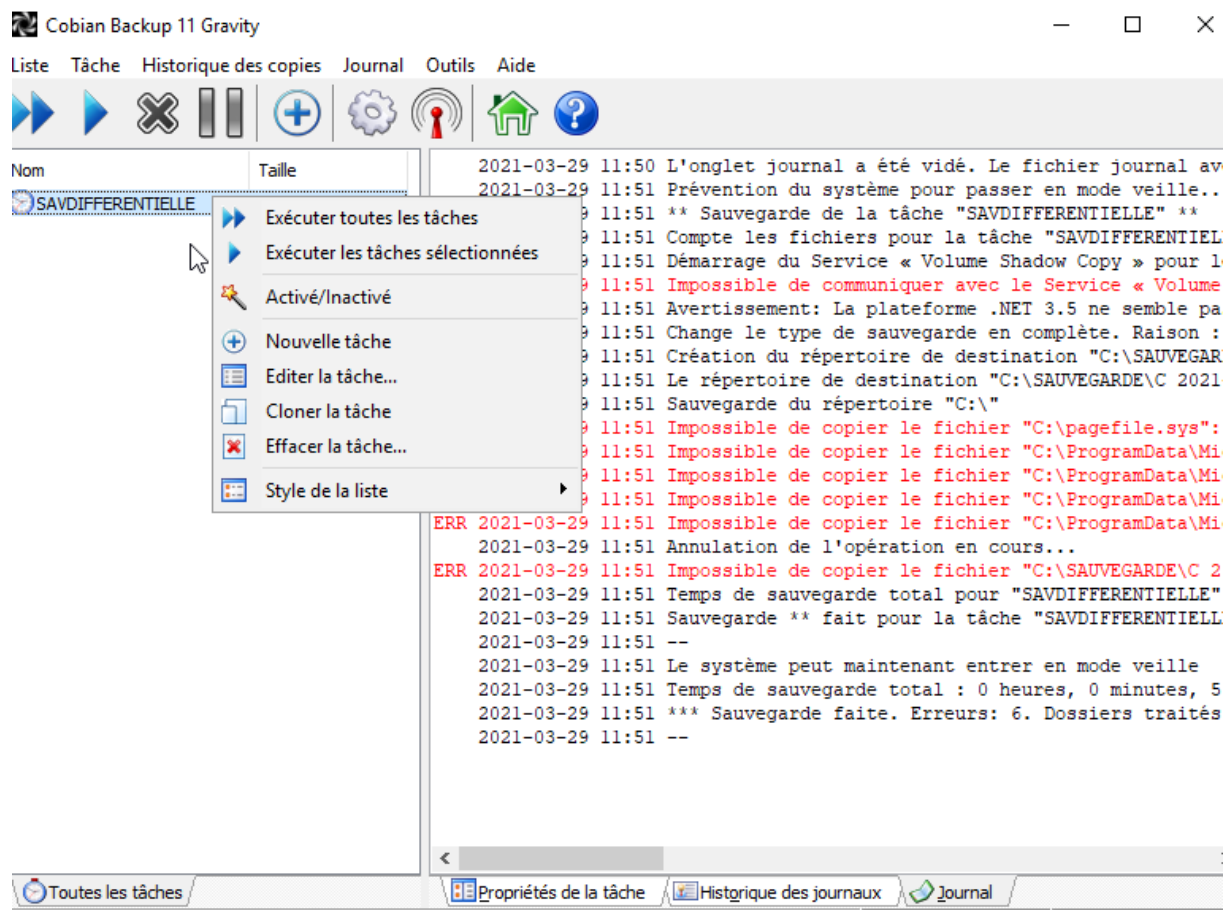 Cobian Backup 11 Gravity
Liste Tâche Historique des copies Journal Outils Aide
Nom Taille
SAVDIFFERENTIELLE
Exécuter toutes les tâches
Exécuter les tâches sélectionnées
Activé/Inactivé
Nouvelle tâche
Editer la tâche...
Cloner la tâche
Effacer la tâche...
Style de la liste
2021-03-29 11:50 L'onglet journal a été vidé. Le fichier journal
2021-03-29 11:51 Prévention du système pour passer en mode veille..
9 11:51 ** Sauvegarde de la tâche "SAVDIFFERENTIELLE" **
9 11:51 Compte les fichiers pour la tâche
9 11:51 Démarrage du Service « Volume Shadow Copy » pour
9 11:51 Impossible de communiquer avec le Service « Volume
9 11:51 Avertissement: La plateforme .NET 3.5 ne semble
9 11:51 Change le type de sauvegarde en complète. Raison :
9 11:51 Création du répertoire de destination
9 11:51 Le répertoire de destination "C:\SAUVEGARDE\C 2021
9 11:51 Sauvegarde du répertoire "C:\"
9 11:51 Impossible de copier le fichier "C:\pagefile.sys":
9 11:51 Impossible de copier le fichier "C:\ProgramData\Mi
9 11:51 Impossible de copier le fichier "C:\ProgramData\Mi
9 11:51 Impossible de copier le fichier "C:\ProgramData\Mi
ERR 2021-03-29 11:51 Impossible de copier le fichier "C:\ProgramData\Mi
2021-03-29 11:51 Annulation de l'opération en cours...
ERR 2021-03-29 11:51 Impossible de copier le fichier "C:\SAUVEGARDE\C 2
2021-03-29 11:51 Temps de sauvegarde total pour "SAVDIFFERENTIELLE"
2021-03-29 11:51 Sauvegarde ** fait pour la tâche
2021-03-29 11:51 --
2021-03-29 11:51 Le système peut maintenant entrer en mode veille
2021-03-29 11:51 Temps de sauvegarde total : 0 heures, 0 minutes, 5
2021-03-29 11:51 *** Sauvegarde faite. Erreurs: 6. Dossiers traités
2021-03-29 11:51 --
Toutes les tâches
Propriétés de la tâche Historique des journaux Journal